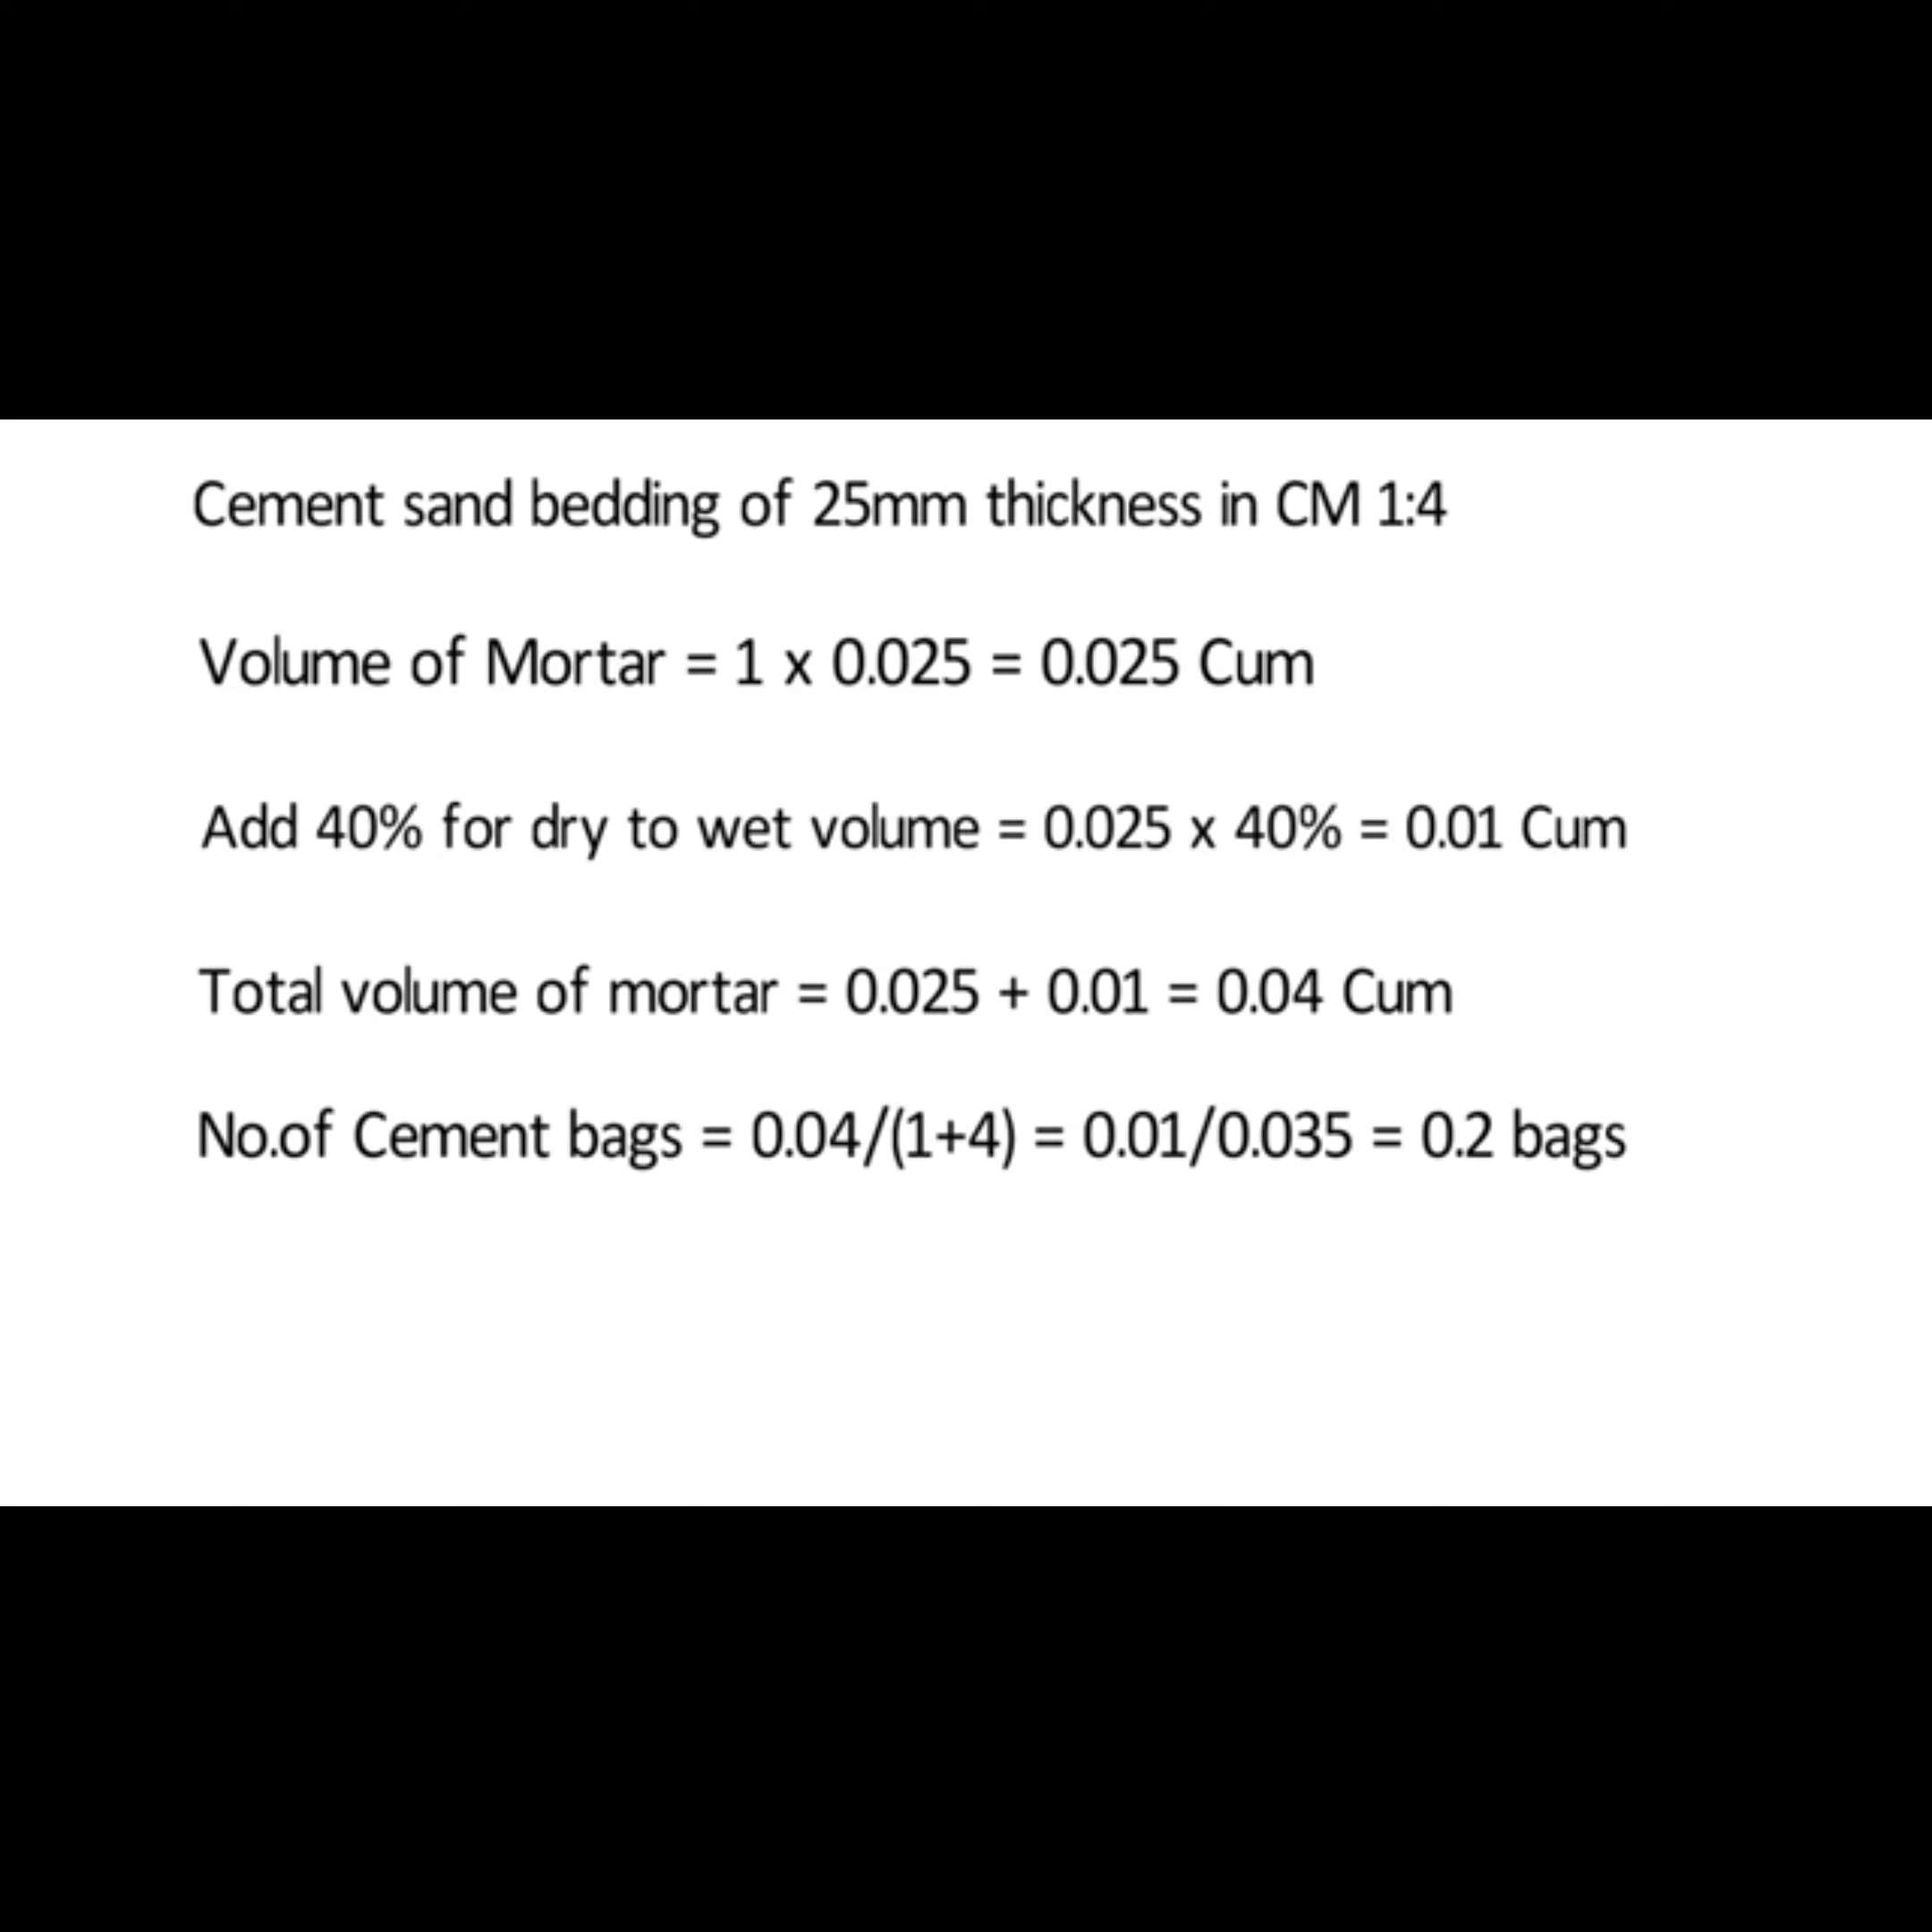 Cement sand bedding of 25mm thickness in CM 1:4
Volume of Mortar = 1 x 0.025 = 0.025 Cum
Add 40% for dry to wet volume = 0.025 x 40% = 0.01 Cum
Total volume of mortar = 0.025 + 0.01 = 0.04 Cum
No.of Cement bags = 0.04/(1+4) = 0.01/0.035 = 0.2 bags